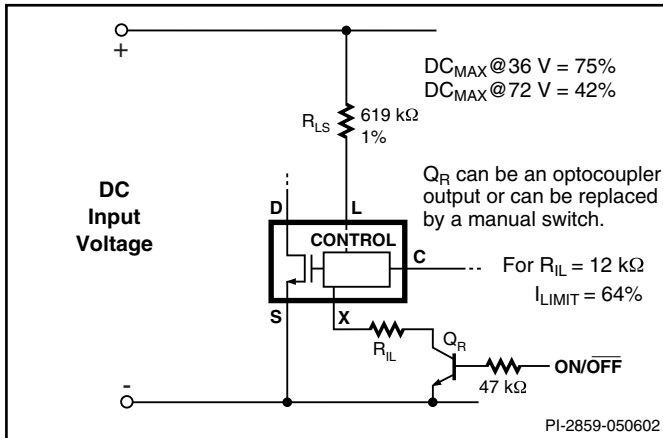 +
DC_MAX@36 V = 75%
DC_MAX@72 V = 42%
R_LS
619 kΩ
1%
DC
Input
Voltage
Q_R can be an optocoupler
output or can be replaced
by a manual switch.
D
L
CONTROL
C
For R_IL = 12 kΩ
I_LIMIT = 64%
S
X
R_IL
Q_R
47 kΩ
ON/OFF
-
PI-2859-050602